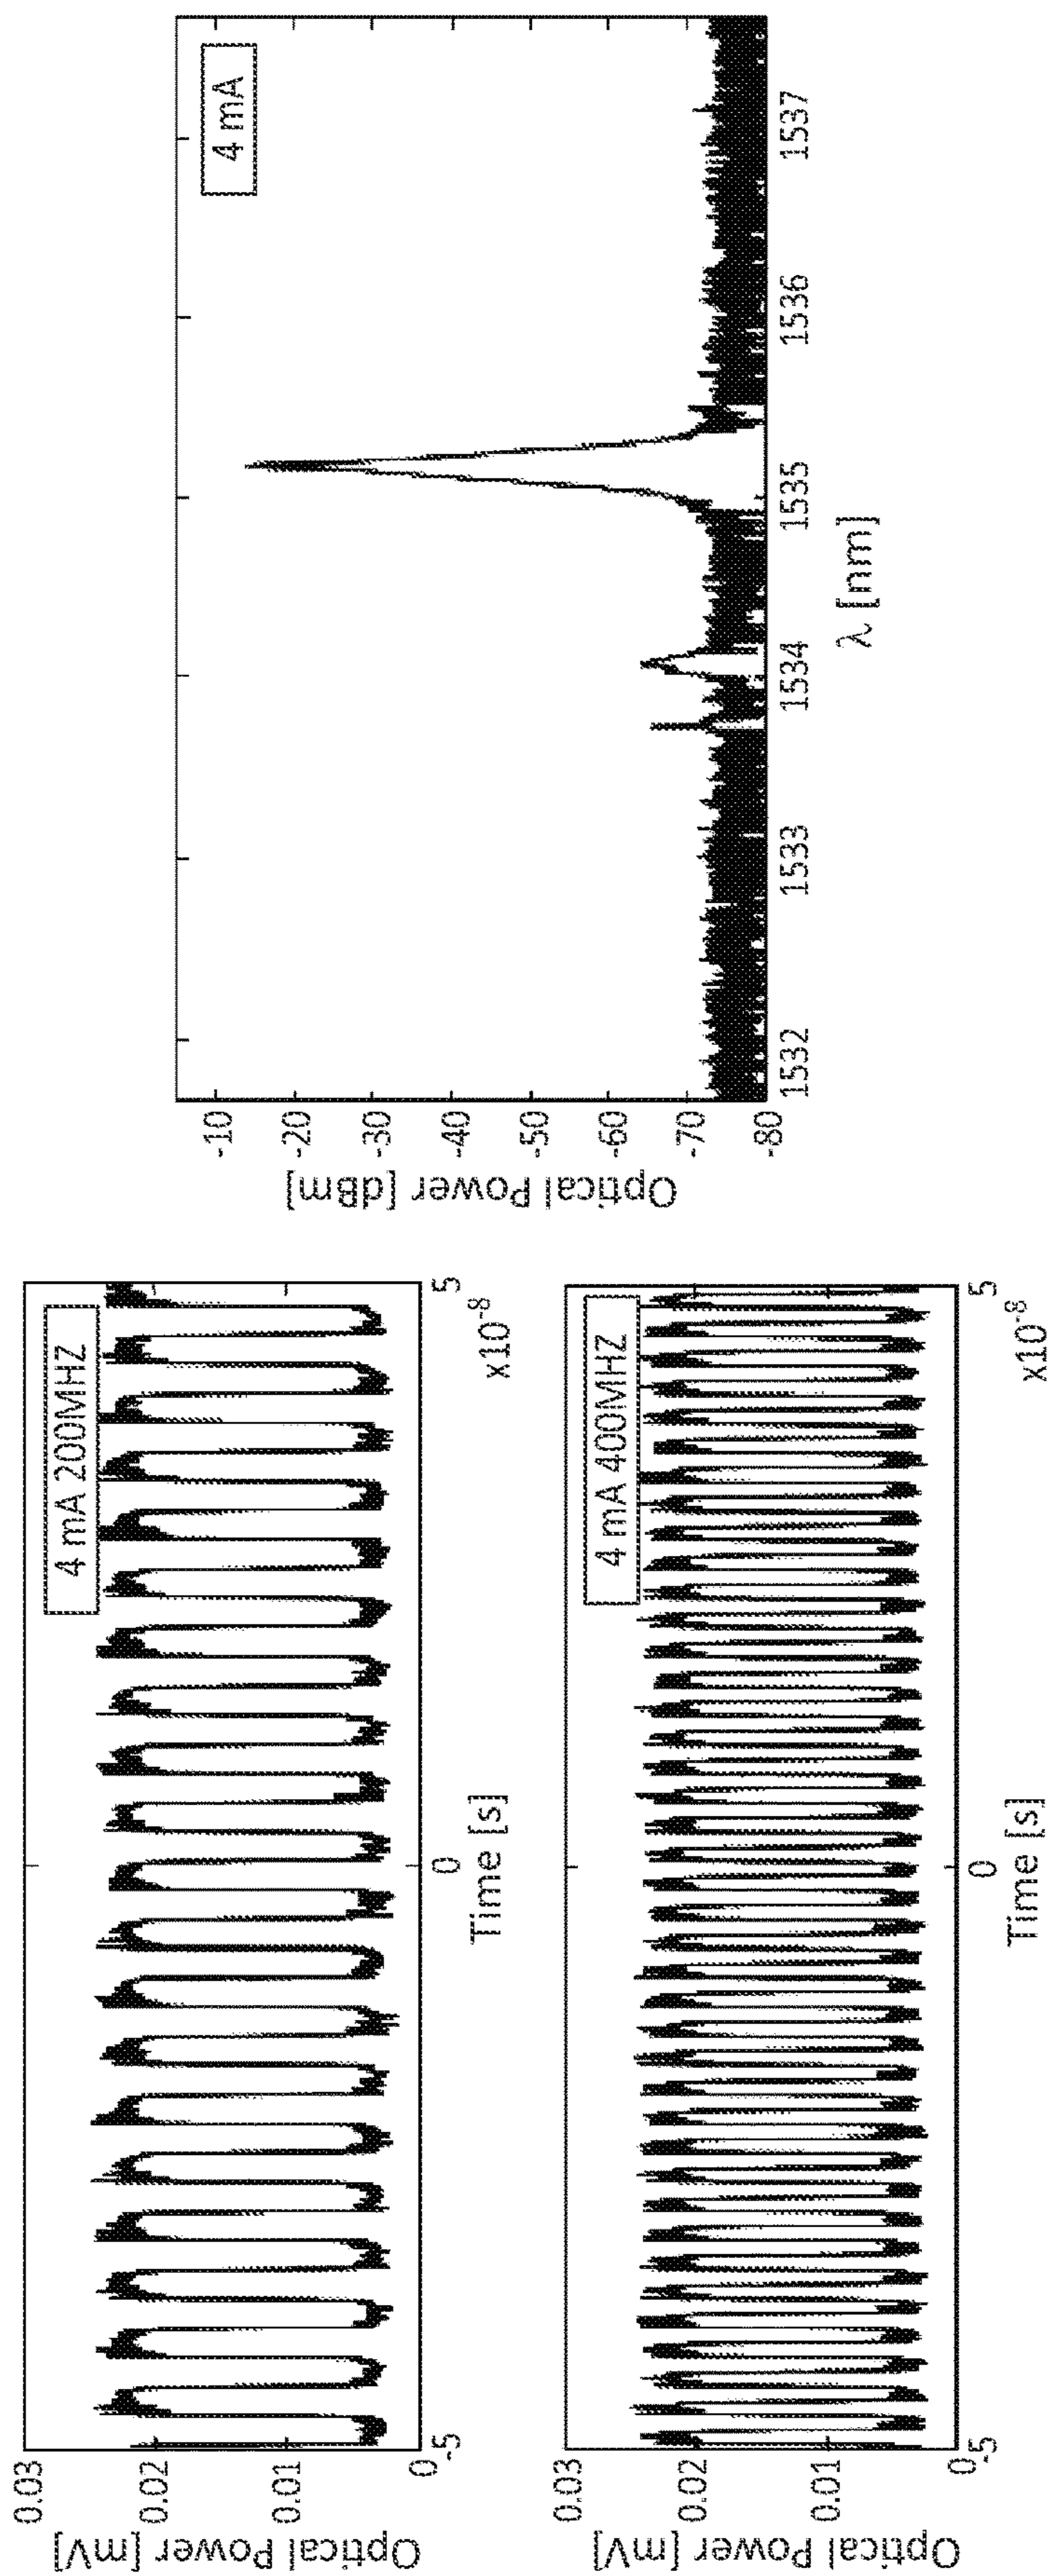 4 mA 200MHZ
Optical Power [mV]
0.03
0.02
0.01
0
-5
0
5
x10-8
Time [s]
4 mA 400MHZ
Optical Power [mV]
0.03
0.02
0.01
0
-5
0
5
x10-8
Time [s]
4 mA
Optical Power [dBm]
-10
-20
-30
-40
-50
-60
-70
-80
1532
1533
1534
1535
1536
1537
λ [nm]